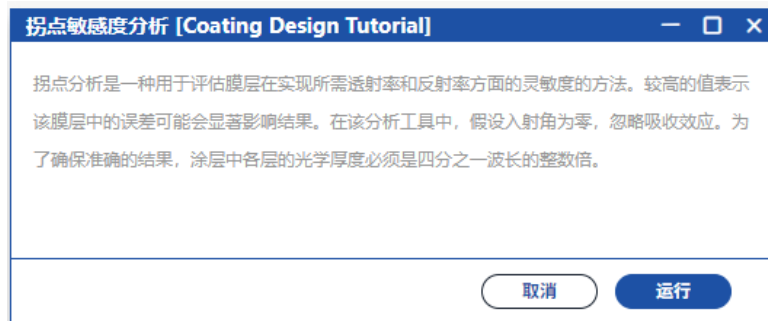 拐点敏感度分析 [Coating Design Tutorial]
拐点分析是一种用于评估膜层在实现所需透射率和反射率方面的灵敏度的方法。较高的值表示
该膜层中的误差可能会显著影响结果。在该分析工具中，假设入射角为零，忽略吸收效应。为
了确保准确的结果，涂层中各层的光学厚度必须是四分之一波长的整数倍。
取消
运行